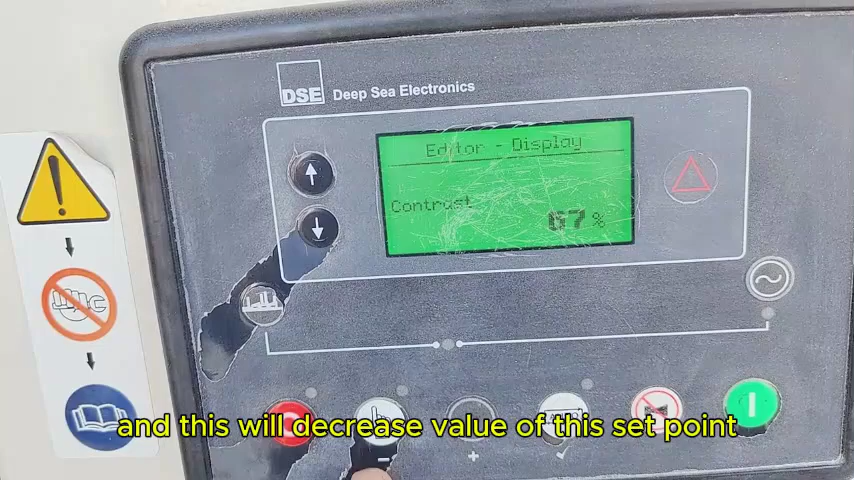 DSE Deep Sea Electronics
Editor - Display
Contrast
67 %
and this will decrease value of this set point
- + ✓